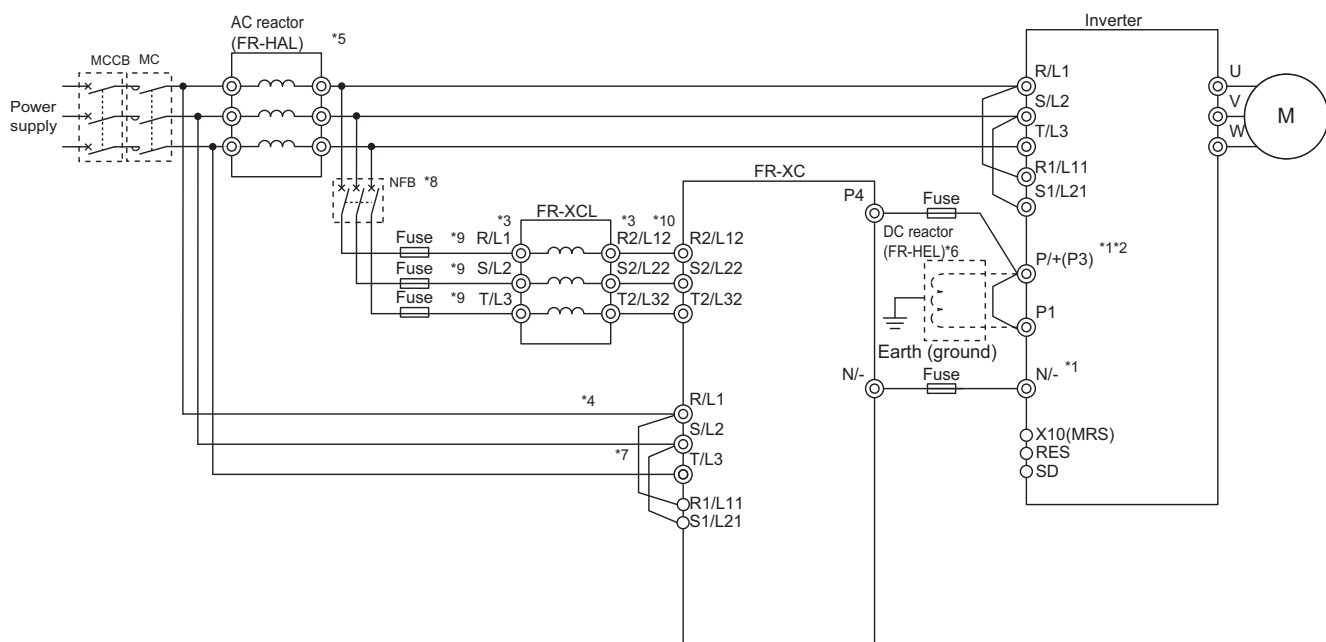 Inverter
AC reactor
(FR-HAL) *5
MCCB MC
R/L1
U
Power
supply
S/L2
V
M
T/L3
W
R1/L11
FR-XC
NFB *8
P4
Fuse
S1/L21
*3 FR-XCL *3 *10
Fuse *9 R/L1 R2/L12 R2/L12
DC reactor
(FR-HEL)*6
P/+(P3) *1*2
Fuse *9 S/L2 S2/L22 S2/L22
Fuse *9 T/L3 T2/L32 T2/L32
P1
Earth (ground)
N/-
Fuse
N/- *1
*4 R/L1
S/L2
X10(MRS)
*7 T/L3
RES
SD
R1/L11
S1/L21